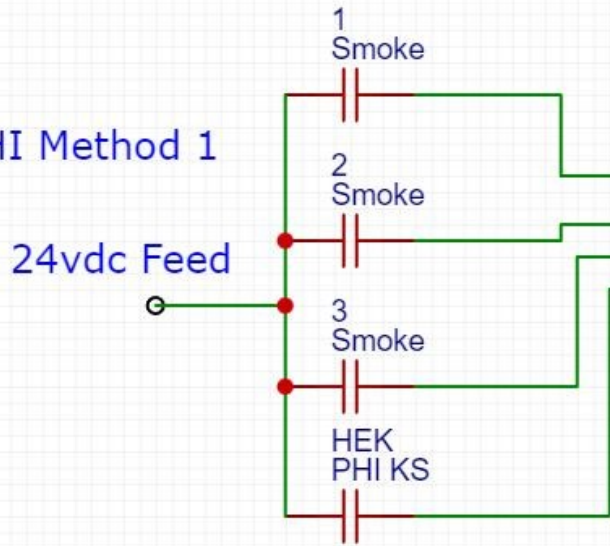 1
Smoke
HI Method 1
2
Smoke
24vdc Feed
3
Smoke
HEK
PHI KS